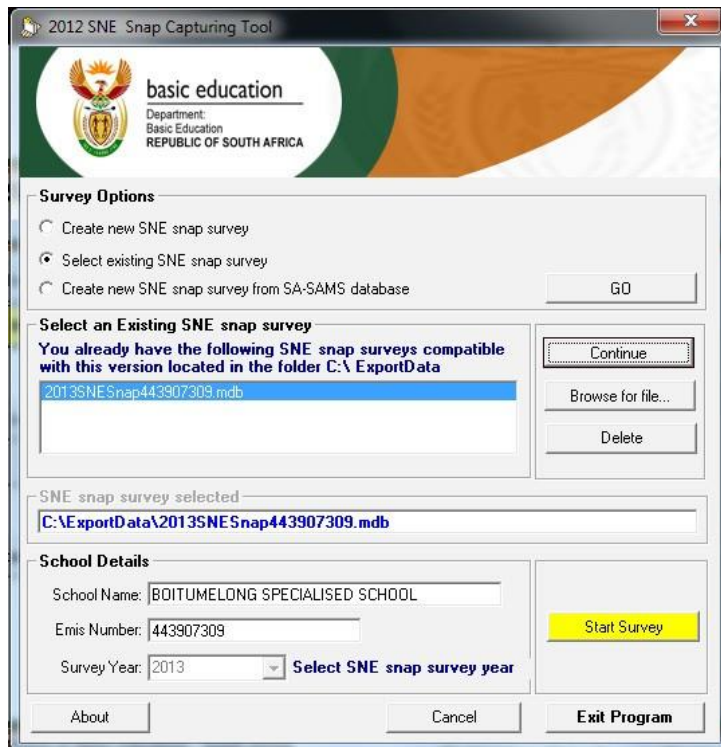 2012 SNE  Snap Capturing Tool
basic education
Department:
Basic Education
REPUBLIC OF SOUTH AFRICA
Survey Options
Create new SNE snap survey
Select existing SNE snap survey
Create new SNE snap survey from SA-SAMS database
GO
Select an Existing SNE snap survey
You already have the following SNE snap surveys compatible
with this version located in the folder C:\ ExportData
2013SNESnap443907309.mdb
Continue
Browse for file...
Delete
SNE snap survey selected
C:\ExportData\2013SNESnap443907309.mdb
School Details
School Name: BOITUMELONG SPECIALISED SCHOOL
Emis Number: 443907309
Survey Year: 2013 Select SNE snap survey year
Start Survey
About
Cancel
Exit Program